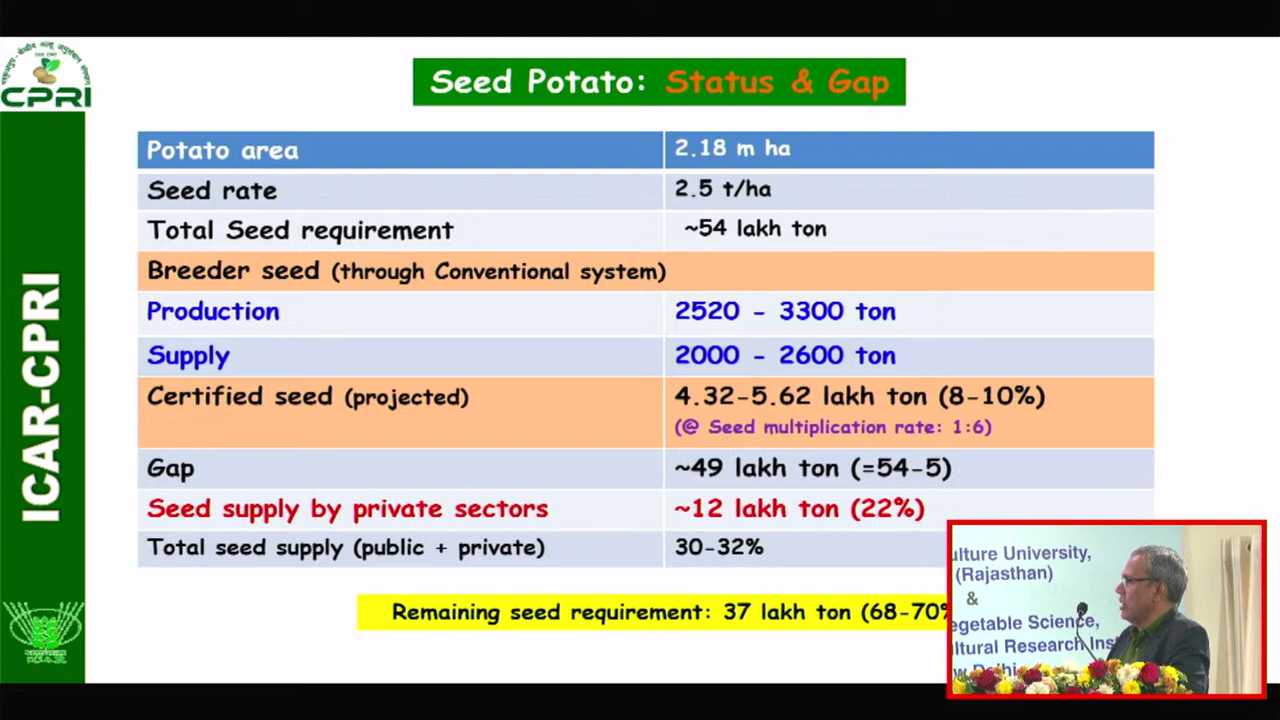 CPRI
Seed Potato: Status & Gap
ICAR-CPRI
Potato area 2.18 m ha
Seed rate 2.5 t/ha
Total Seed requirement ~54 lakh ton
Breeder seed (through Conventional system)
Production 2520 - 3300 ton
Supply 2000 - 2600 ton
Certified seed (projected) 4.32-5.62 lakh ton (8-10%)
(@ Seed multiplication rate: 1:6)
Gap ~49 lakh ton (=54-5)
Seed supply by private sectors ~12 lakh ton (22%)
Total seed supply (public + private) 30-32%
Remaining seed requirement: 37 lakh ton (68-70%
ulture University,
(Rajasthan)
&
egetable Science,
ultural Research Inst
w Delhi